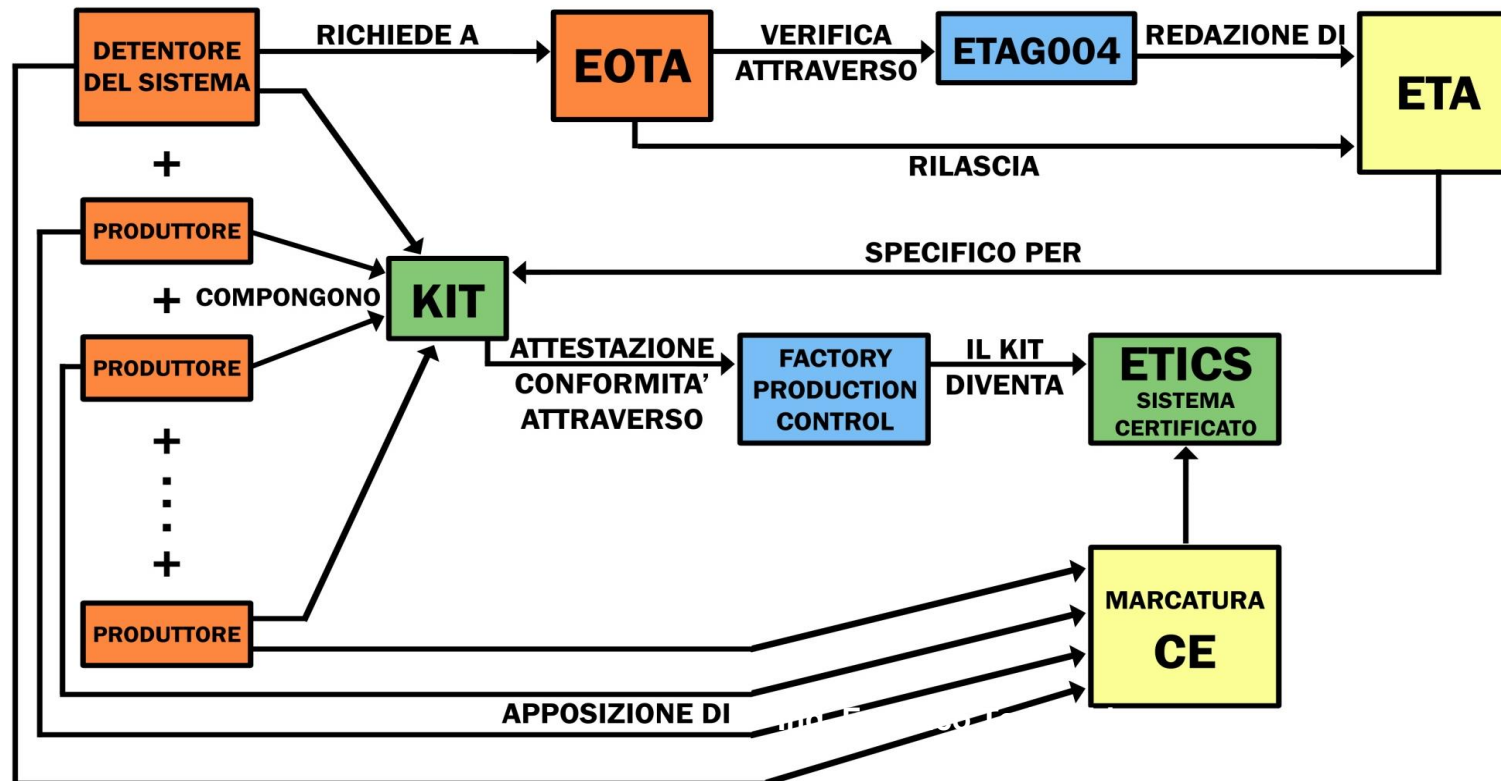 DETENTORE
DEL SISTEMA
RICHIEDE A
EOTA
VERIFICA
ATTRAVERSO
ETAG004
REDAZIONE DI
ETA
RILASCIA
+
PRODUTTORE
SPECIFICO PER
+ COMPONGONO
KIT
PRODUTTORE
ATTESTAZIONE
CONFORMITA’
ATTRAVERSO
FACTORY
PRODUCTION
CONTROL
IL KIT
DIVENTA
ETICS
SISTEMA
CERTIFICATO
+
+
PRODUTTORE
MARCATURA
CE
APPOSIZIONE DI